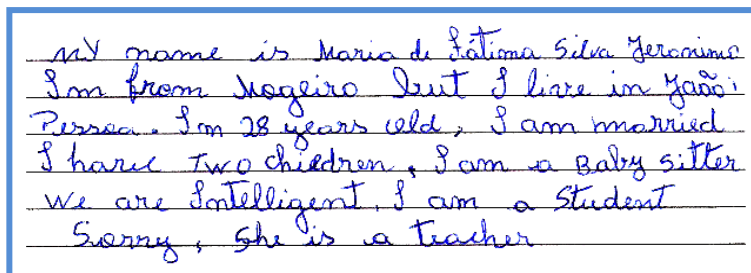 MY name is Maria de Fátima Silva Jeronimo
I'm from Mogeiro but I live in João
Pessoa. I'm 28 years old, I am married
I have Two children, I am a Baby sitter
We are Intelligent. I am a Student
Sorry, She is a teacher